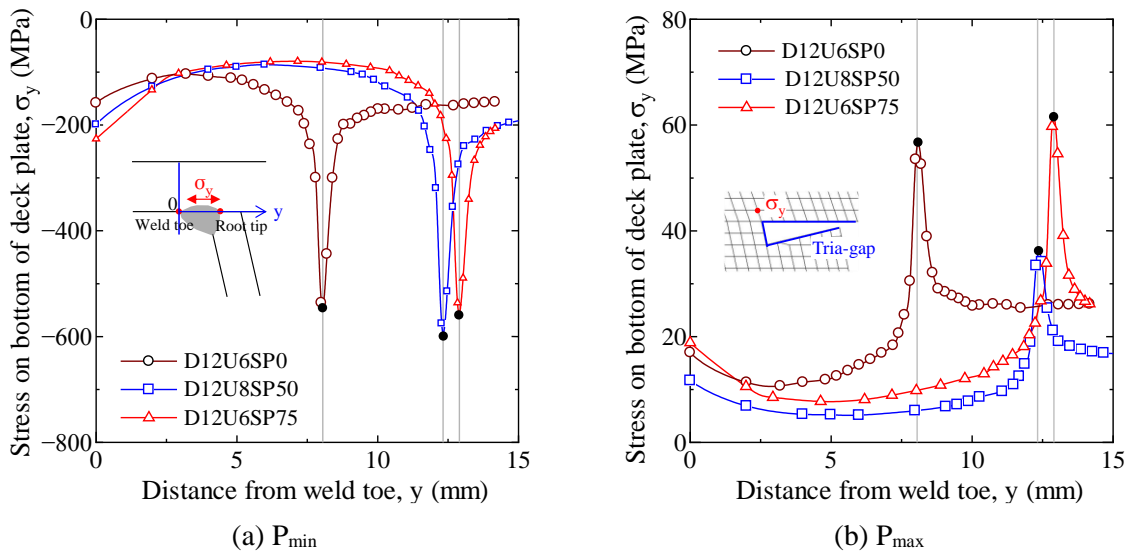 0
−200
−400
−600
−800
0
5
10
15
Stress on bottom of deck plate, σy (MPa)
Distance from weld toe, y (mm)
σy
0
y
Weld toe
Root tip
D12U6SP0
D12U8SP50
D12U6SP75
(a) Pmin
80
60
40
20
0
0
5
10
15
Stress on bottom of deck plate, σy (MPa)
Distance from weld toe, y (mm)
D12U6SP0
D12U8SP50
D12U6SP75
σy
Tria-gap
(b) Pmax